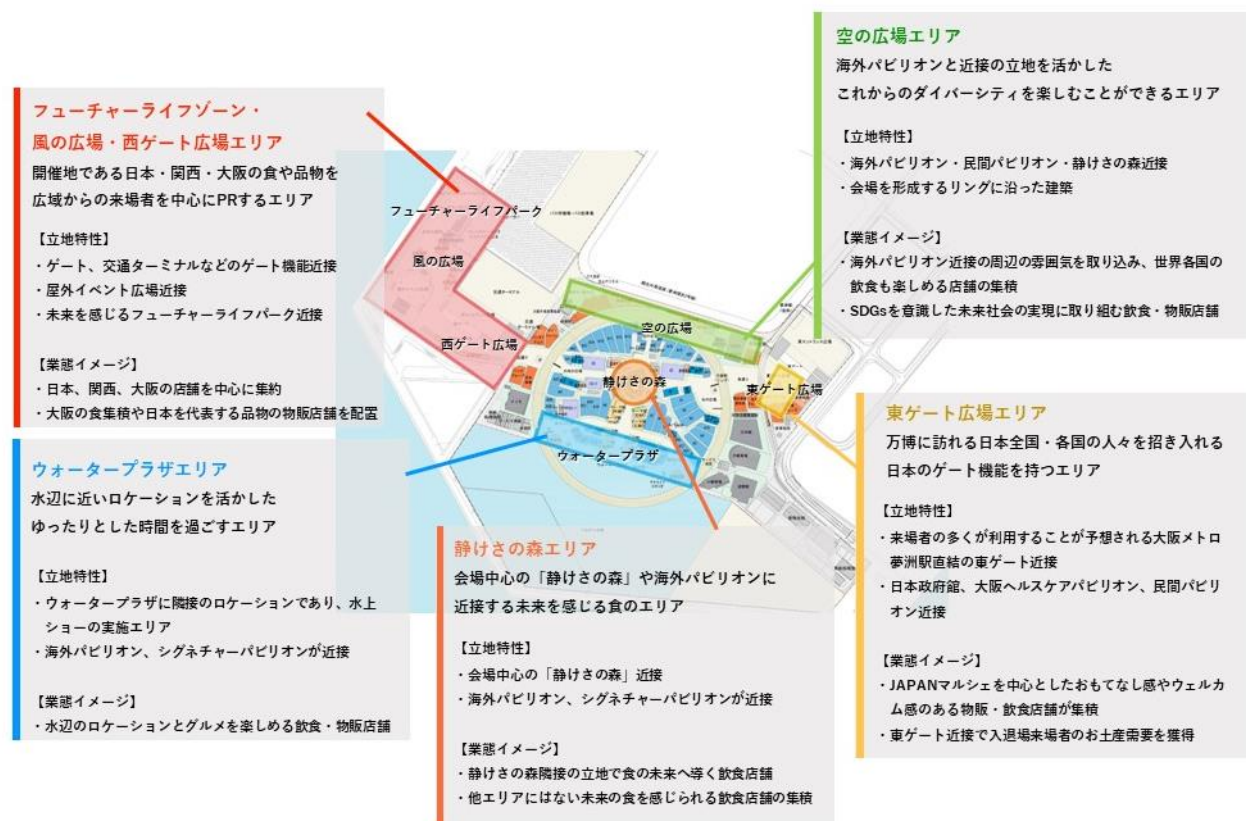 フューチャーライフゾーン・
風の広場・西ゲート広場エリア
開催地である日本・関西・大阪の食や品物を
広域からの来場者を中心にPRするエリア
【立地特性】
・ゲート、交通ターミナルなどのゲート機能近接
・屋外イベント広場近接
・未来を感じるフューチャーライフパーク近接
【業態イメージ】
・日本、関西、大阪の店舗を中心に集約
・大阪の食集積や日本を代表する品物の物販店舗を配置
ウォータープラザエリア
水辺に近いロケーションを活かした
ゆったりとした時間を過ごすエリア
【立地特性】
・ウォータープラザに隣接のロケーションであり、水上
ショーの実施エリア
・海外パビリオン、シグネチャーパビリオンが近接
【業態イメージ】
・水辺のロケーションとグルメを楽しめる飲食・物販店舗
フューチャーライフパーク
風の広場
西ゲート広場
空の広場
静けさの森
東ゲート広場
ウォータープラザ
静けさの森エリア
会場中心の「静けさの森」や海外パビリオンに
近接する未来を感じる食のエリア
【立地特性】
・会場中心の「静けさの森」近接
・海外パビリオン、シグネチャーパビリオンが近接
【業態イメージ】
・静けさの森隣接の立地で食の未来へ導く飲食店舗
・他エリアにはない未来の食を感じられる飲食店舗の集積
空の広場エリア
海外パビリオンと近接の立地を活かした
これからのダイバーシティを楽しむことができるエリア
【立地特性】
・海外パビリオン・民間パビリオン・静けさの森近接
・会場を形成するリングに沿った建築
【業態イメージ】
・海外パビリオン近接の周辺の雰囲気を取り込み、世界各国の
飲食も楽しめる店舗の集積
・SDGsを意識した未来社会の実現に取り組む飲食・物販店舗
東ゲート広場エリア
万博に訪れる日本全国・各国の人々を招き入れる
日本のゲート機能を持つエリア
【立地特性】
・来場者の多くが利用することが予想される大阪メトロ
夢洲駅直結の東ゲート近接
・日本政府館、大阪ヘルスケアパビリオン、民間パビリ
オン近接
【業態イメージ】
・JAPANマルシェを中心としたおもてなし感やウェルカ
ム感のある物販・飲食店舗が集積
・東ゲート近接で入退場来場者のお土産需要を獲得